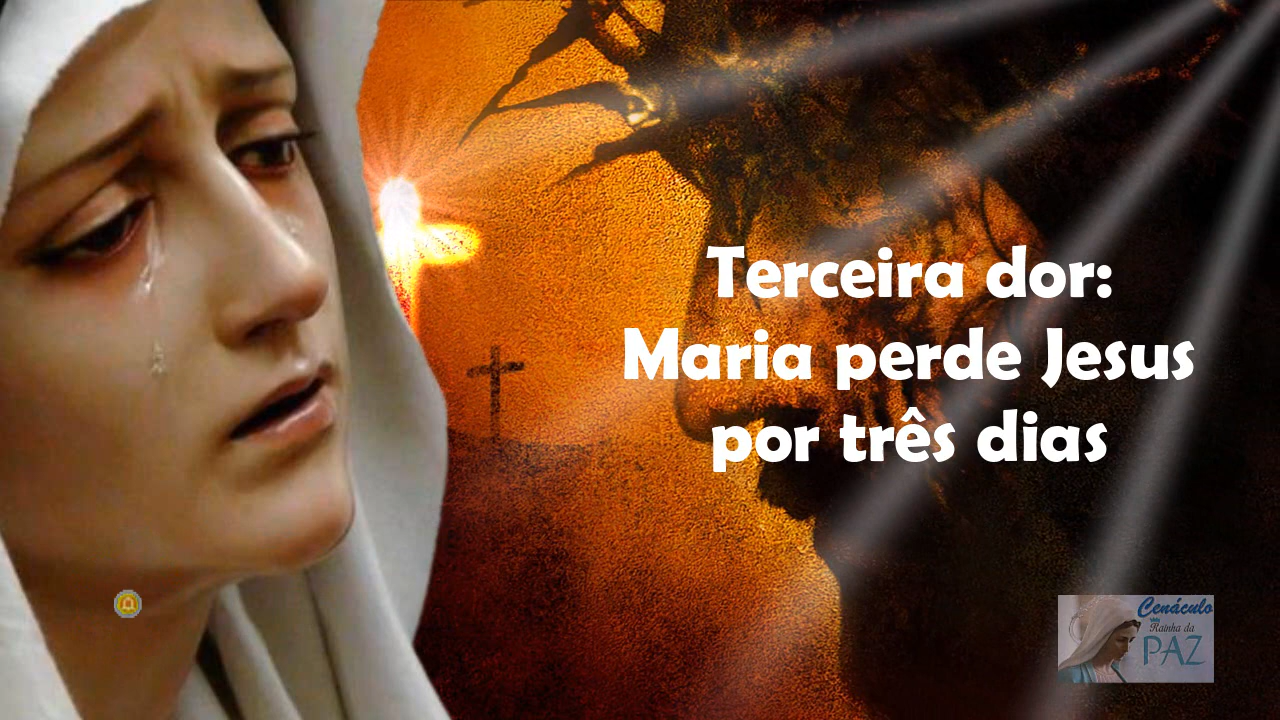 Terceira dor:
Maria perde Jesus
por três dias
Cenáculo
Rainha da
PAZ